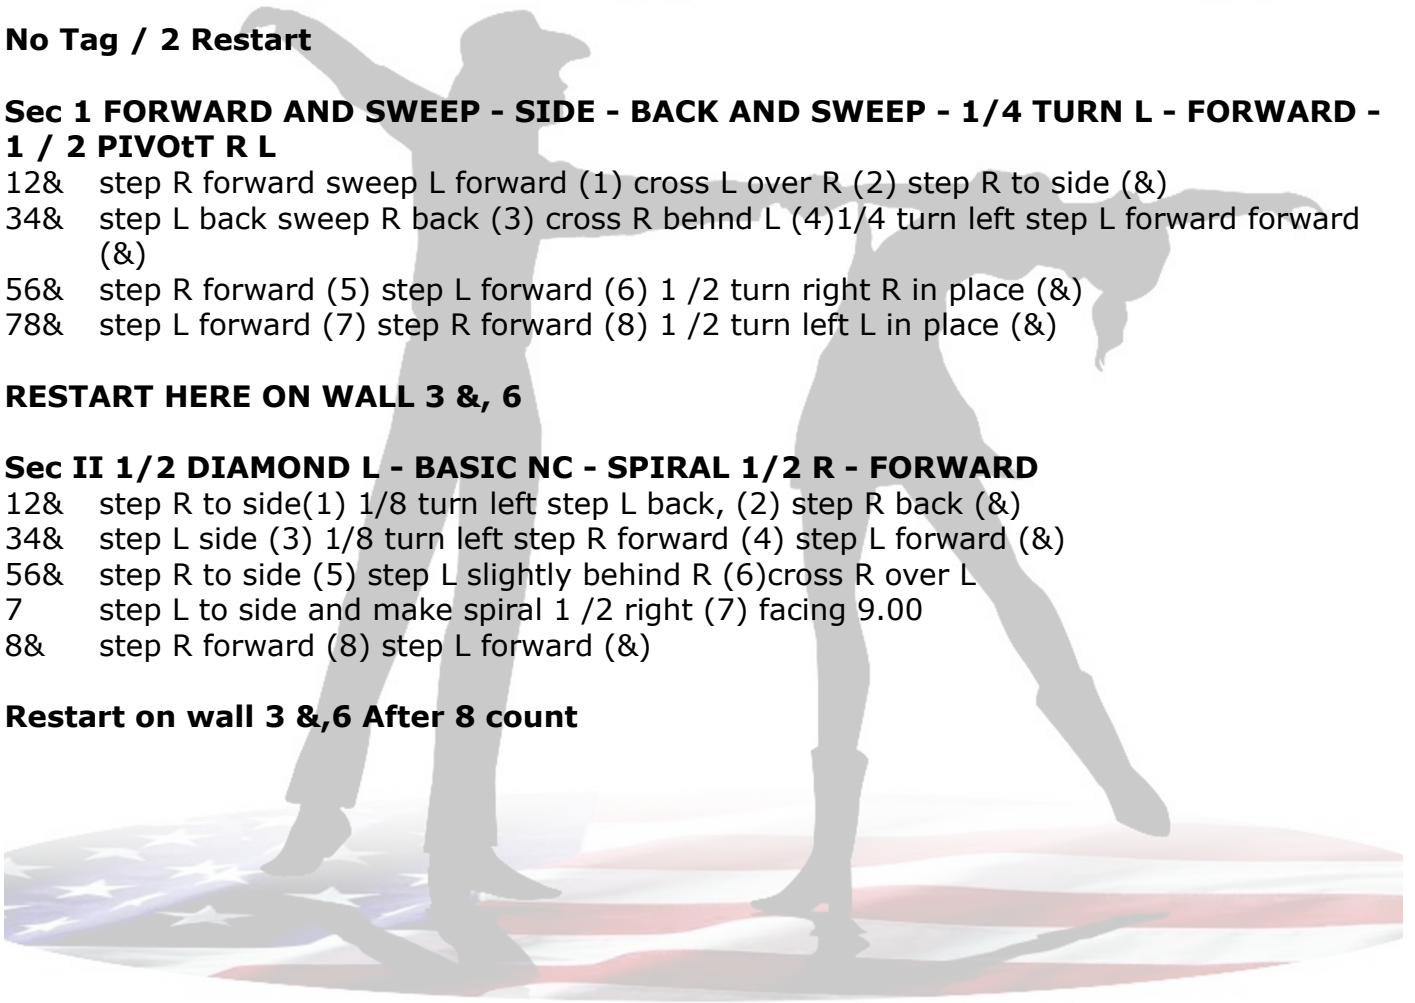 No Tag / 2 Restart
Sec 1 FORWARD AND SWEEP - SIDE - BACK AND SWEEP - 1/4 TURN L - FORWARD -
1 / 2 PIVOtT R L
12& step R forward sweep L forward (1) cross L over R (2) step R to side (&)
34& step L back sweep R back (3) cross R behnd L (4)1/4 turn left step L forward forward
(&)
56& step R forward (5) step L forward (6) 1 /2 turn right R in place (&)
78& step L forward (7) step R forward (8) 1 /2 turn left L in place (&)
RESTART HERE ON WALL 3 &, 6
Sec II 1/2 DIAMOND L - BASIC NC - SPIRAL 1/2 R - FORWARD
12& step R to side(1) 1/8 turn left step L back, (2) step R back (&)
34& step L side (3) 1/8 turn left step R forward (4) step L forward (&)
56& step R to side (5) step L slightly behind R (6)cross R over L
7 step L to side and make spiral 1 /2 right (7) facing 9.00
8& step R forward (8) step L forward (&)
Restart on wall 3 &,6 After 8 count